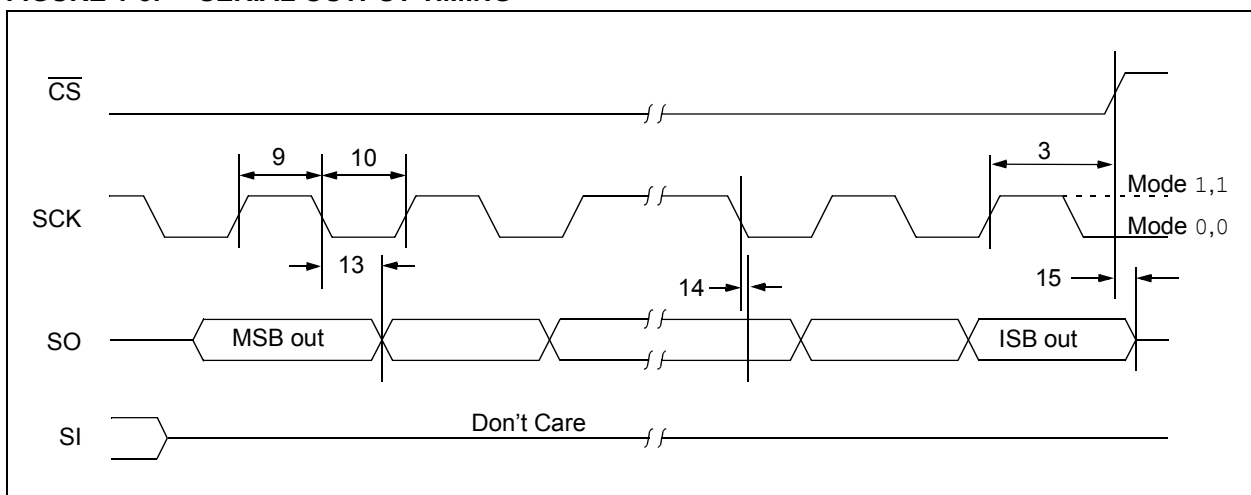 CS
9
10
3
Mode 1,1
SCK
Mode 0,0
13
14
15
SO
MSB out
ISB out
SI
Don't Care